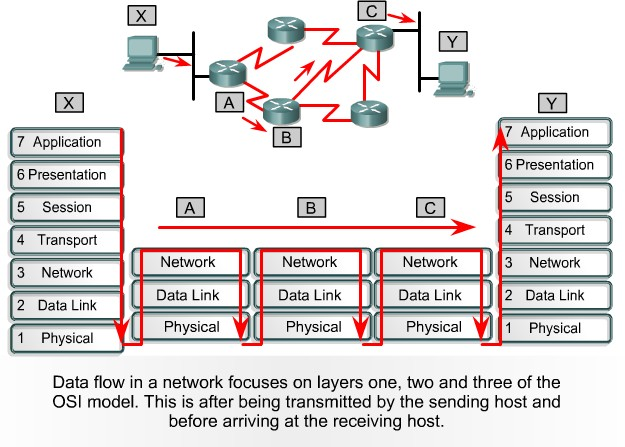 X
C
Y
A
B
X
Y
7 Application
6 Presentation
5 Session
4 Transport
3 Network
2 Data Link
1 Physical
A
B
C
Network
Network
Network
Data Link
Data Link
Data Link
Physical
Physical
Physical
7 Application
6 Presentation
5 Session
4 Transport
3 Network
2 Data Link
1 Physical
Data flow in a network focuses on layers one, two and three of the
OSI model. This is after being transmitted by the sending host and
before arriving at the receiving host.